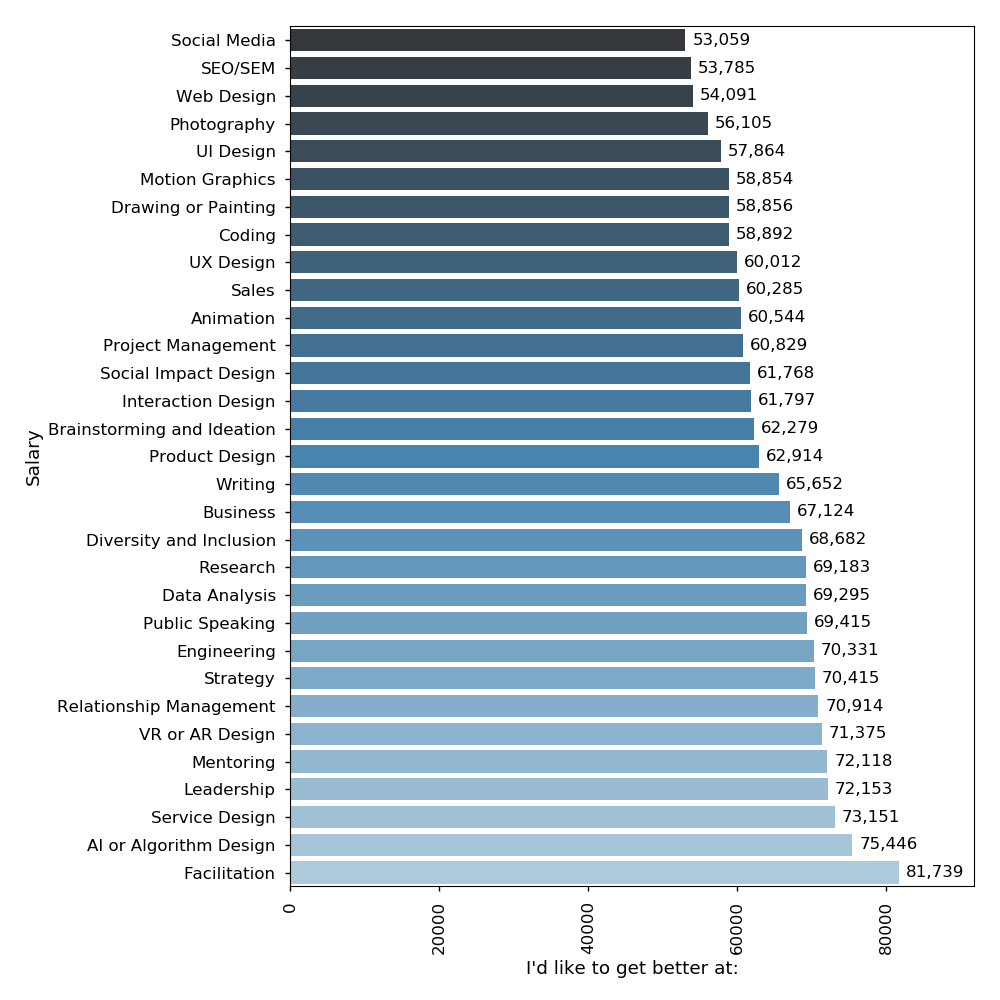 Social Media 53,059
SEO/SEM 53,785
Web Design 54,091
Photography 56,105
UI Design 57,864
Motion Graphics 58,854
Drawing or Painting 58,856
Coding 58,892
UX Design 60,012
Sales 60,285
Animation 60,544
Project Management 60,829
Social Impact Design 61,768
Interaction Design 61,797
Brainstorming and Ideation 62,279
Product Design 62,914
Writing 65,652
Business 67,124
Diversity and Inclusion 68,682
Research 69,183
Data Analysis 69,295
Public Speaking 69,415
Engineering 70,331
Strategy 70,415
Relationship Management 70,914
VR or AR Design 71,375
Mentoring 72,118
Leadership 72,153
Service Design 73,151
AI or Algorithm Design 75,446
Facilitation 81,739
Salary
0 20000 40000 60000 80000
I'd like to get better at: